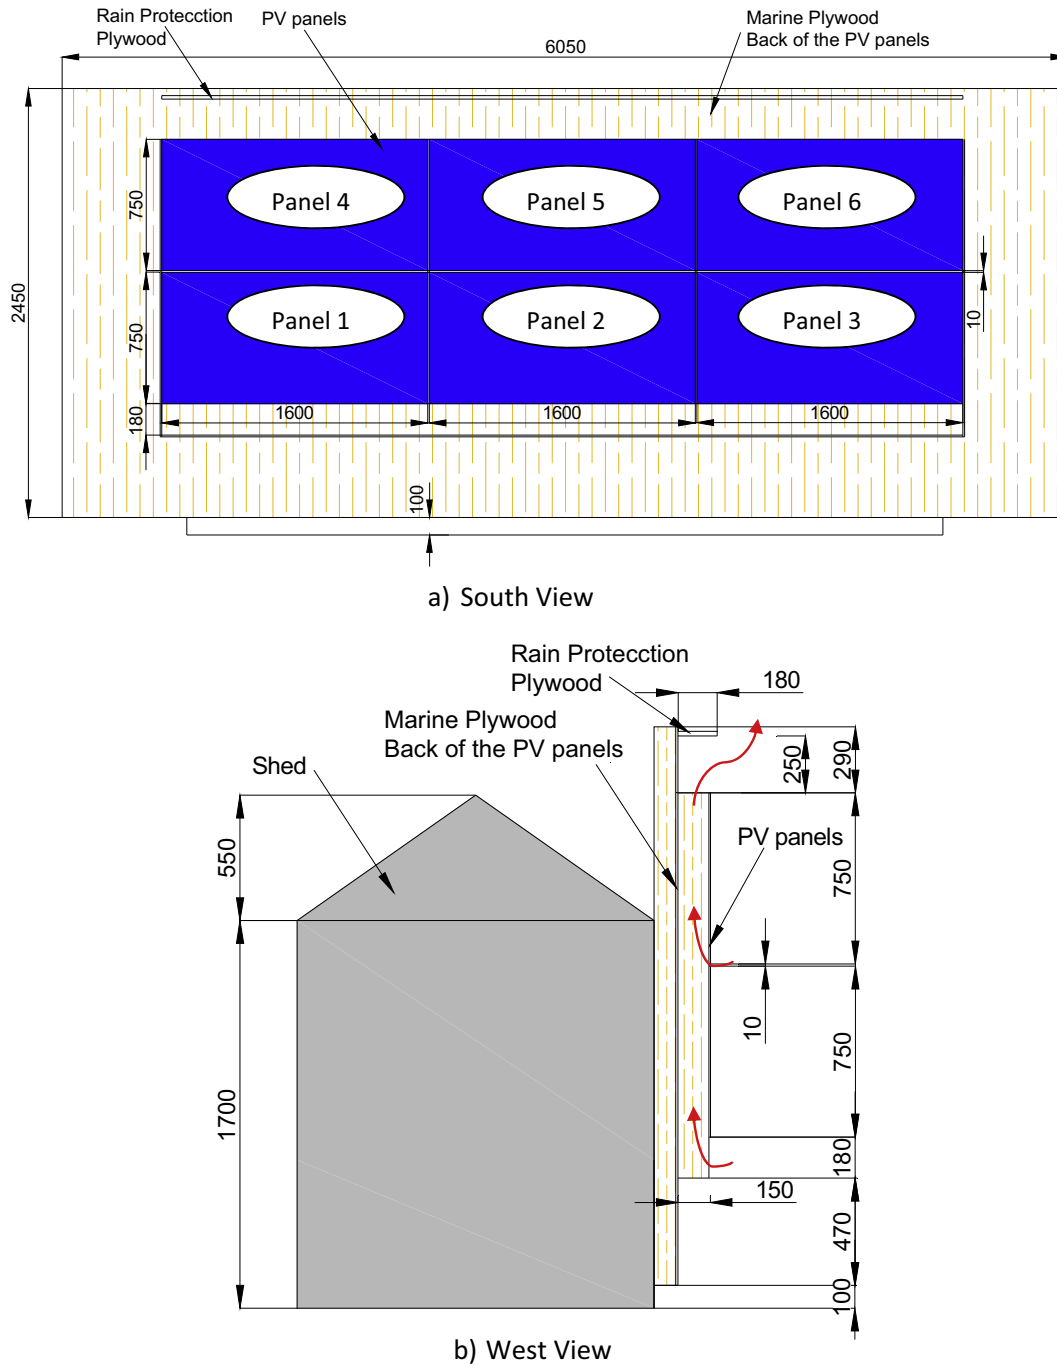 Rain Protecction
Plywood
PV panels
Marine Plywood
Back of the PV panels
6050
2450
750
750
180
Panel 4
Panel 5
Panel 6
Panel 1
Panel 2
Panel 3
10
1600
1600
1600
100
a) South View
Rain Protecction
Plywood
180
Marine Plywood
Back of the PV panels
Shed
250
290
550
PV panels
750
10
750
1700
180
150
470
100
b) West View